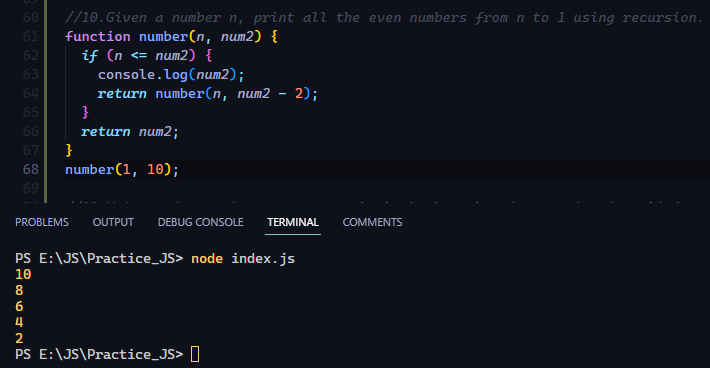 60 //10.Given a number n, print all the even numbers from n to 1 using recursion.
61 function number(n, num2) {
62 if (n <= num2) {
63 console.log(num2);
64 return number(n, num2 - 2);
65 }
66 return num2;
67 }
68 number(1, 10);
69
PROBLEMS OUTPUT DEBUG CONSOLE TERMINAL COMMENTS
PS E:\JS\Practice_JS> node index.js
10
8
6
4
2
PS E:\JS\Practice_JS>